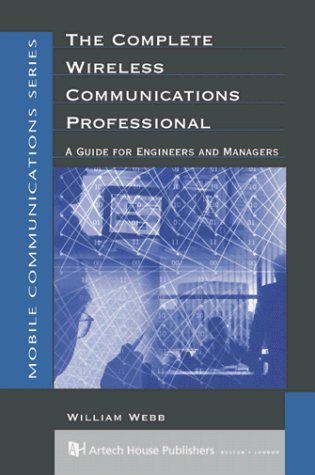 MOBILE COMMUNICATIONS SERIES
THE COMPLETE
WIRELESS
COMMUNICATIONS
PROFESSIONAL
A GUIDE FOR ENGINEERS AND MANAGERS
WILLIAM WEBB
AH Artech House Publishers
BOSTON • LONDON